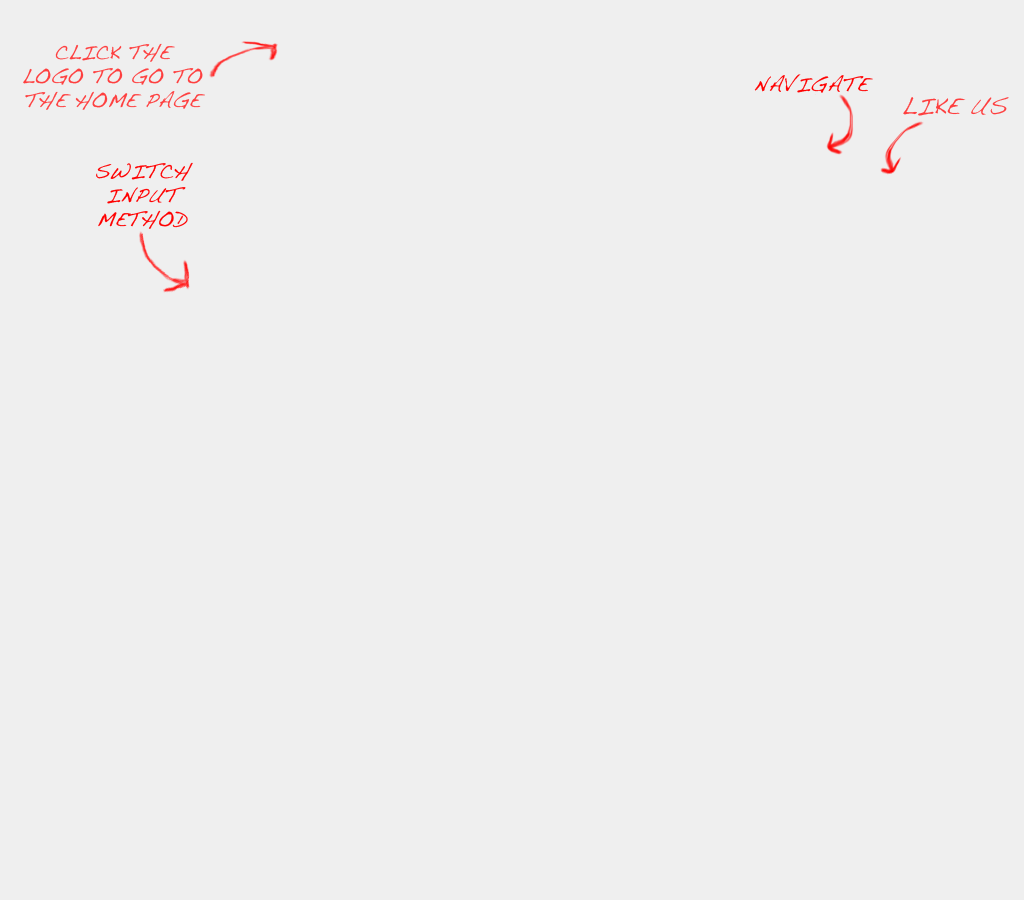 CLICK THE
LOGO TO GO TO
THE HOME PAGE
NAVIGATE
LIKE US
SWITCH
INPUT
METHOD